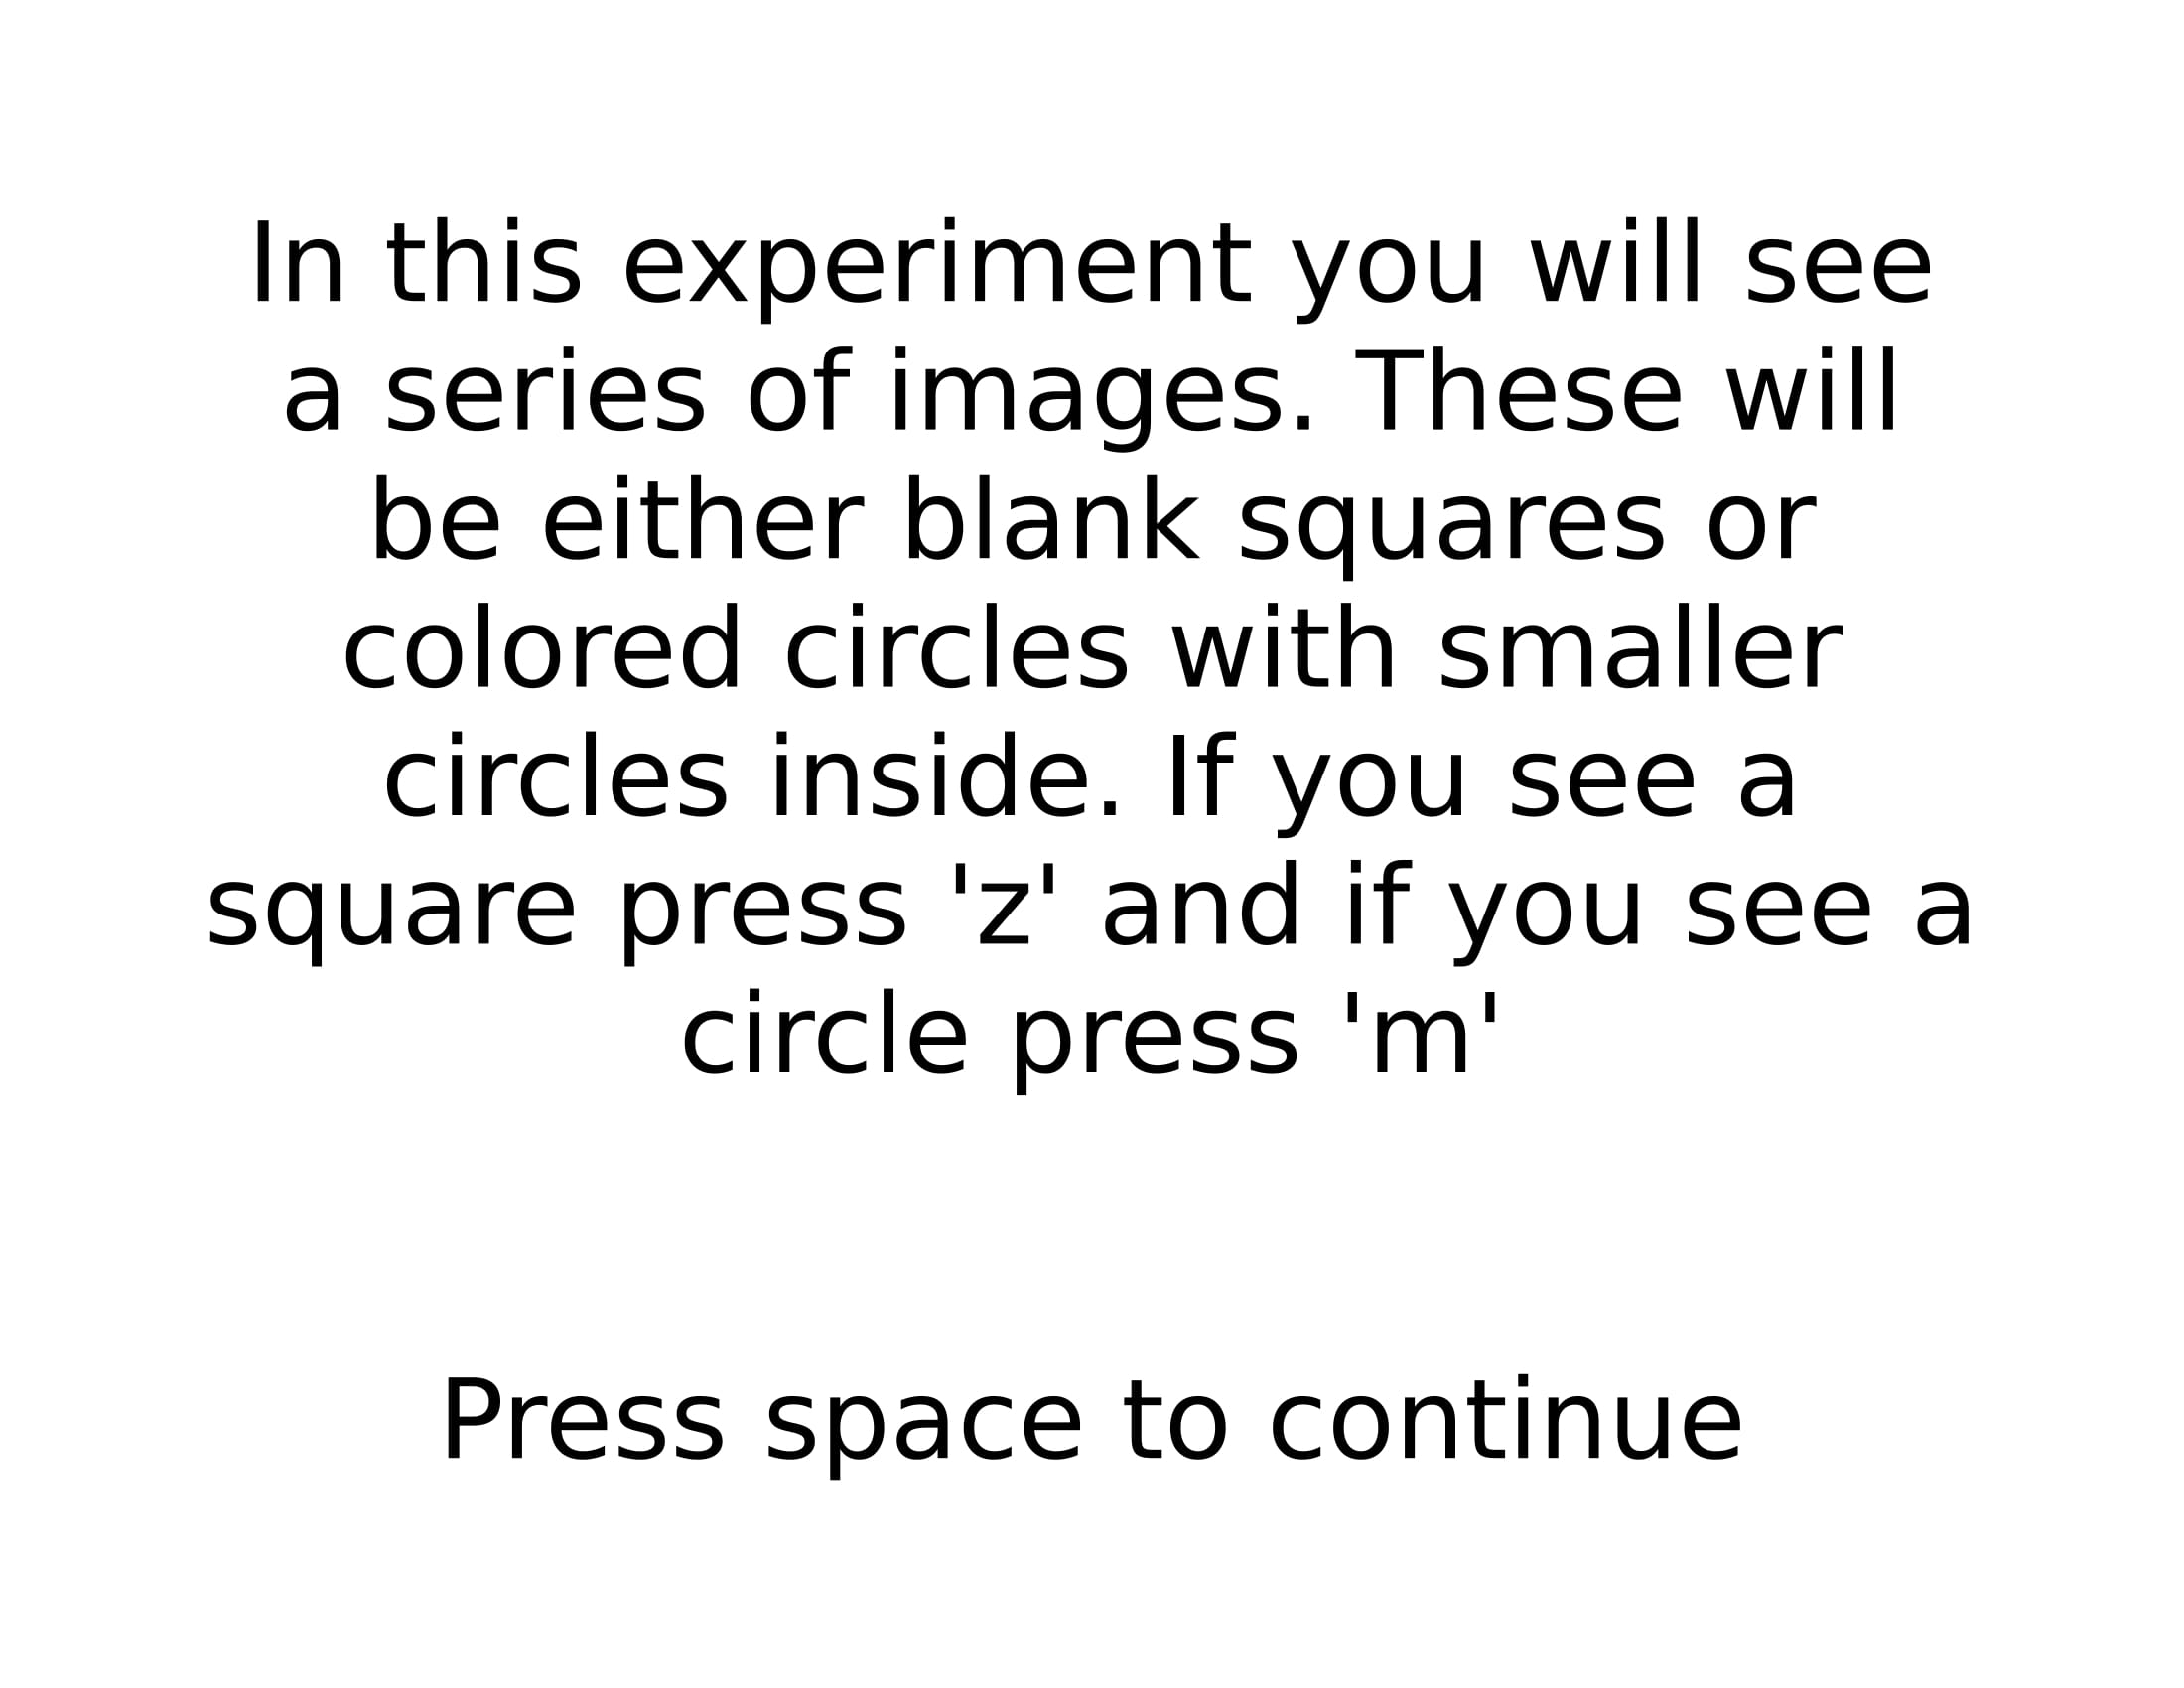 In this experiment you will see
a series of images. These will
be either blank squares or
colored circles with smaller
circles inside. If you see a
square press 'z' and if you see a
circle press 'm'
Press space to continue